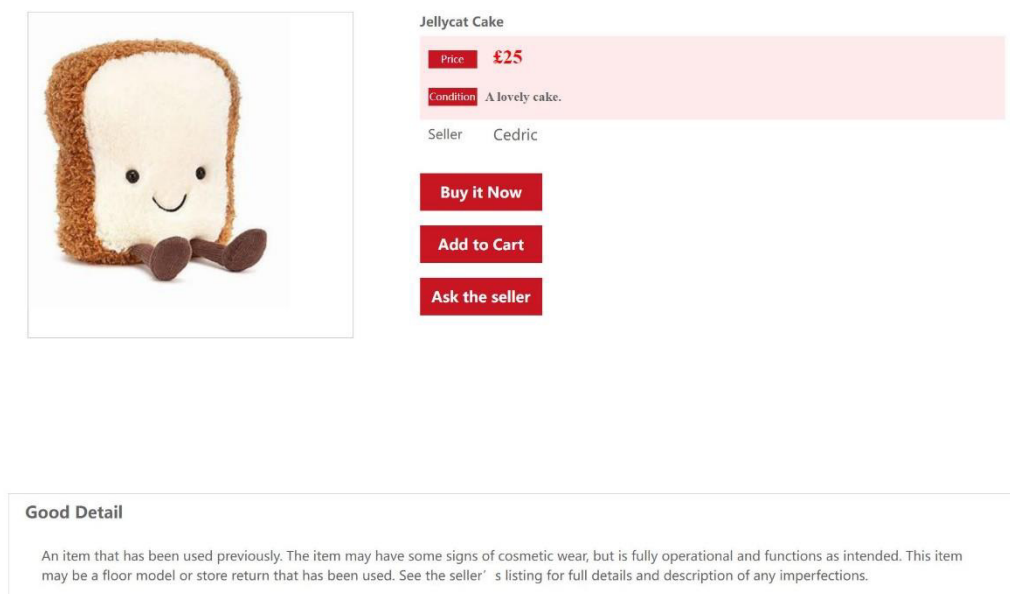 Jellycat Cake
Price £25
Condition A lovely cake.
Seller Cedric
Buy it Now
Add to Cart
Ask the seller
Good Detail
An item that has been used previously. The item may have some signs of cosmetic wear, but is fully operational and functions as intended. This item
may be a floor model or store return that has been used. See the seller′ s listing for full details and description of any imperfections.